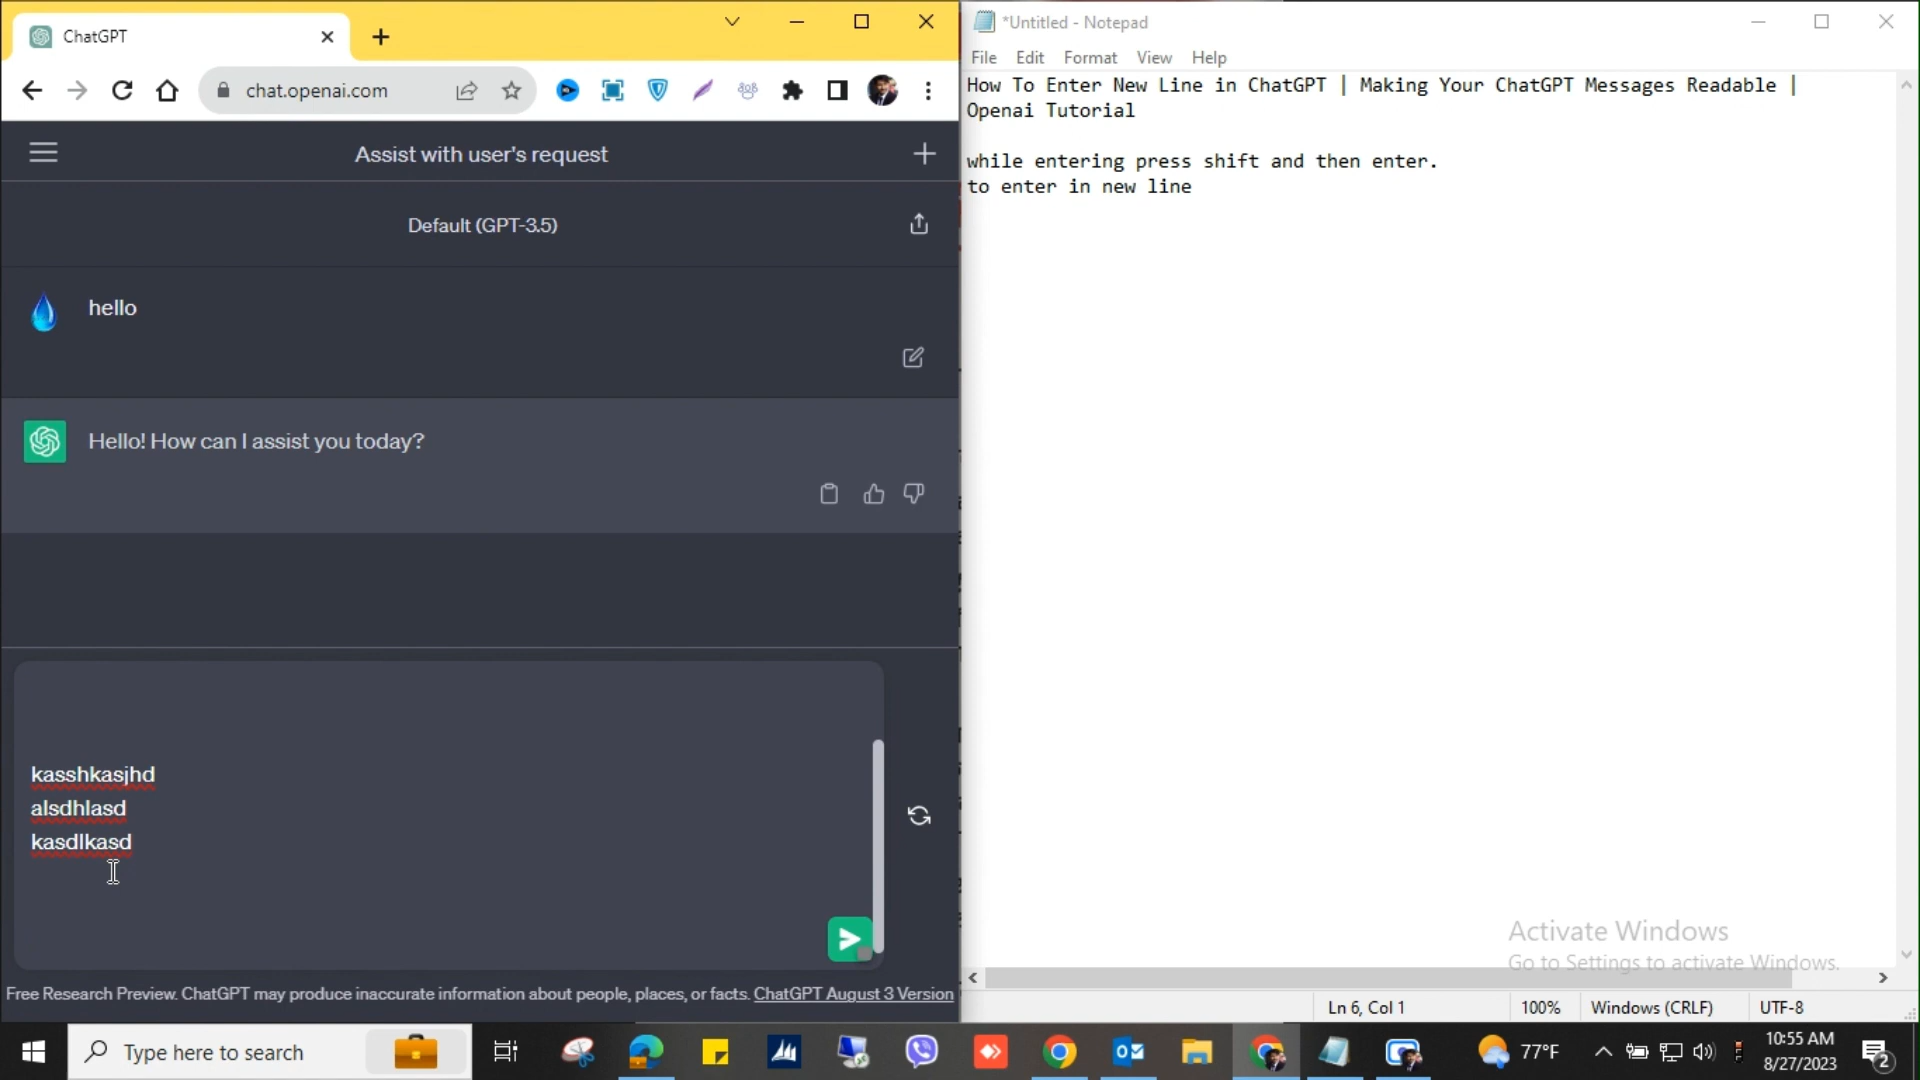 ChatGPT
chat.openai.com
Assist with user's request
Default (GPT-3.5)
hello
Hello! How can I assist you today?
kasshkasjhd
alsdhlasd
kasdlkasd
Free Research Preview. ChatGPT may produce inaccurate information about people, places, or facts. ChatGPT August 3 Version
*Untitled - Notepad
File Edit Format View Help
How To Enter New Line in ChatGPT | Making Your ChatGPT Messages Readable |
Openai Tutorial
while entering press shift and then enter.
to enter in new line
Activate Windows
Go to Settings to activate Windows.
Ln 6, Col 1 100% Windows (CRLF) UTF-8
Type here to search
77°F
10:55 AM
8/27/2023
2